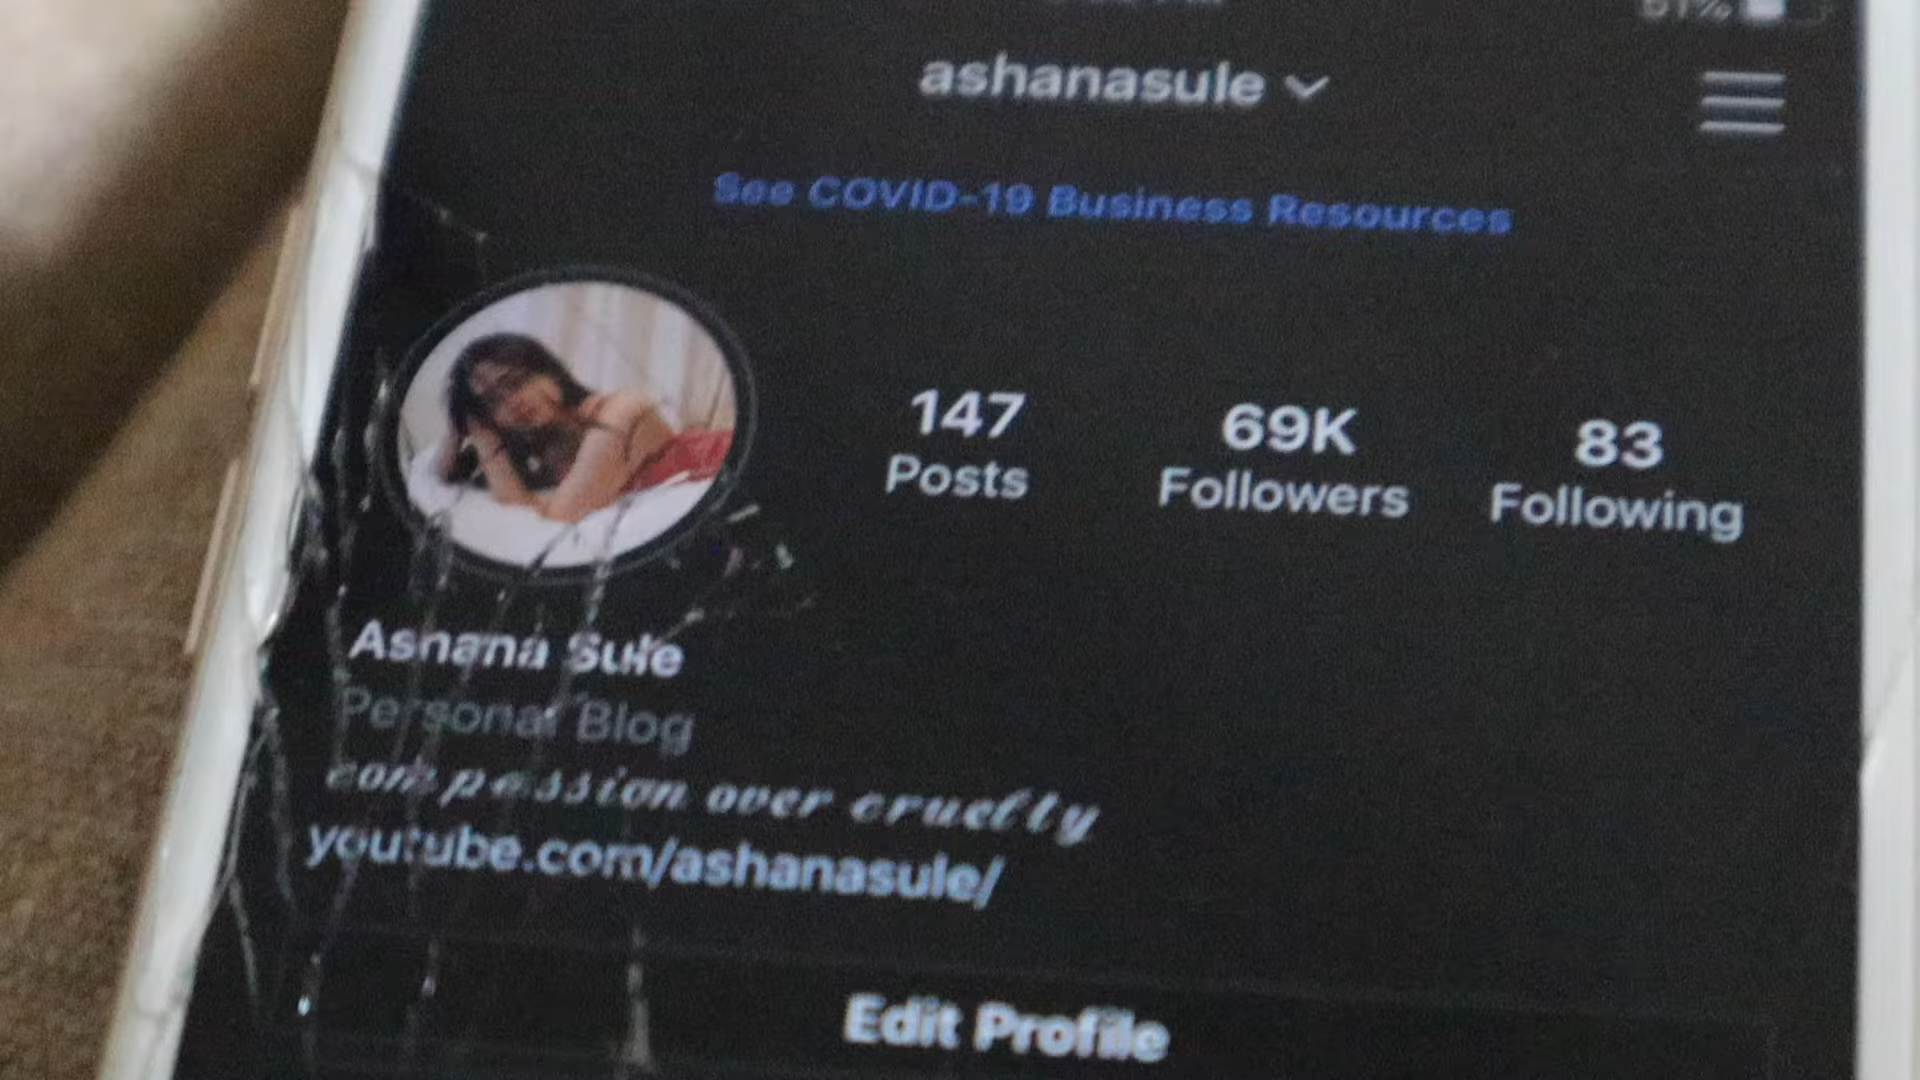 ashanasule
See COVID-19 Business Resources
147
Posts
69K
Followers
83
Following
Ashana Sule
Personal Blog
compassion over cruelty
youtube.com/ashanasule/
Edit Profile